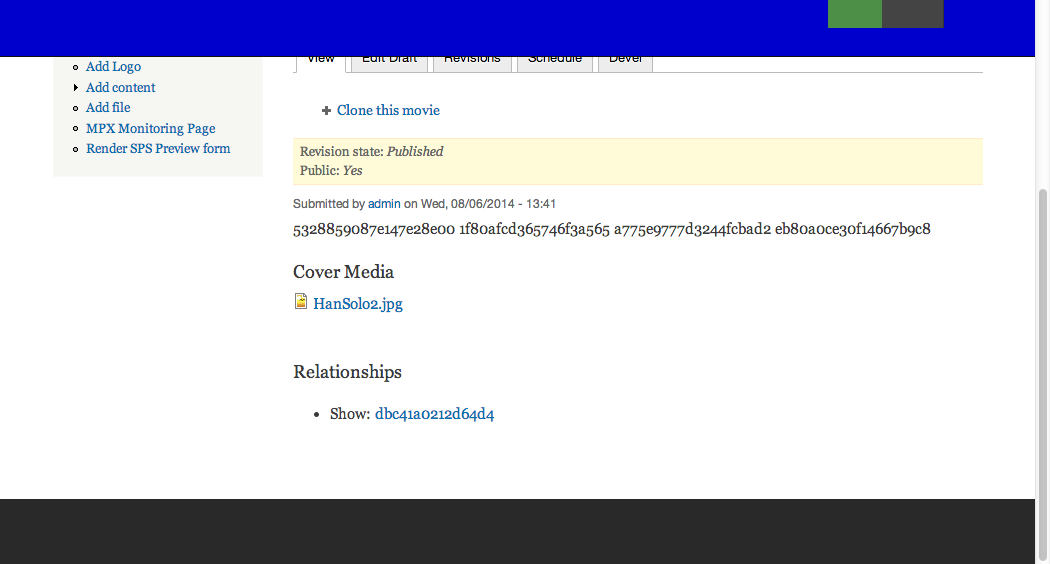 View Edit Draft Revisions Schedule Devel
Add Logo
Add content
Add file
MPX Monitoring Page
Render SPS Preview form
Clone this movie
Revision state: Published
Public: Yes
Submitted by admin on Wed, 08/06/2014 - 13:41
5328859087e147e28e00 1f80afcd365746f3a565 a775e9777d3244fcbad2 eb80a0ce30f14667b9c8
Cover Media
HanSolo2.jpg
Relationships
Show: dbc41a0212d64d4